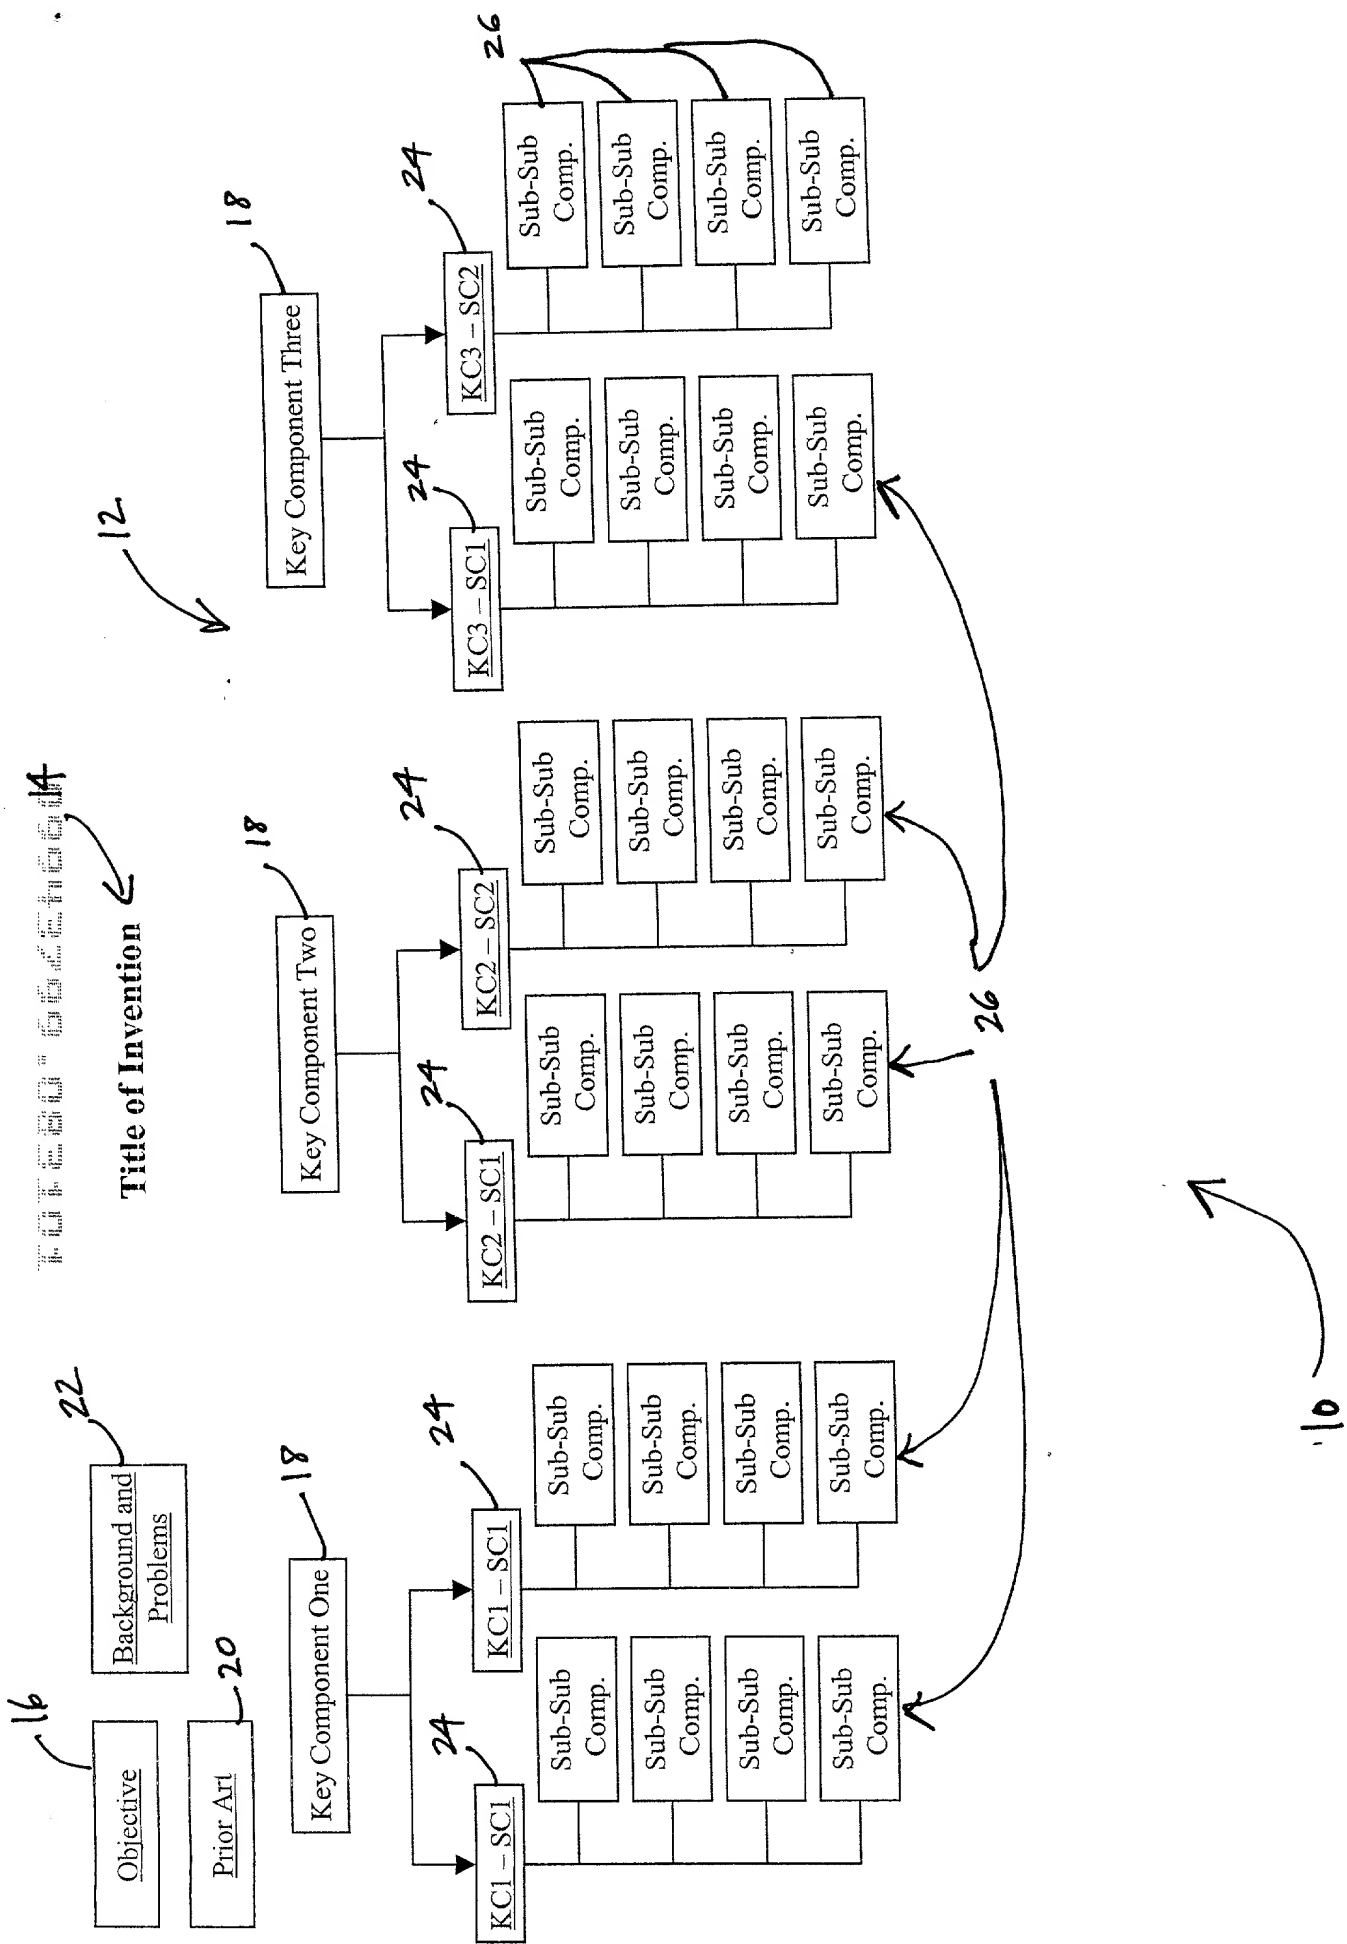 16
22
14
12
Objective
Background and
Problems
Title of Invention
20
Prior Art
18
18
18
Key Component One
Key Component Two
Key Component Three
24
24
24
24
24
24
KC1 – SC1
KC1 – SC1
KC2 – SC1
KC2 – SC2
KC3 – SC1
KC3 – SC2
26
Sub-Sub
Comp.
Sub-Sub
Comp.
Sub-Sub
Comp.
Sub-Sub
Comp.
Sub-Sub
Comp.
Sub-Sub
Comp.
Sub-Sub
Comp.
Sub-Sub
Comp.
Sub-Sub
Comp.
Sub-Sub
Comp.
Sub-Sub
Comp.
Sub-Sub
Comp.
Sub-Sub
Comp.
Sub-Sub
Comp.
Sub-Sub
Comp.
Sub-Sub
Comp.
Sub-Sub
Comp.
Sub-Sub
Comp.
Sub-Sub
Comp.
Sub-Sub
Comp.
Sub-Sub
Comp.
Sub-Sub
Comp.
Sub-Sub
Comp.
Sub-Sub
Comp.
26
10